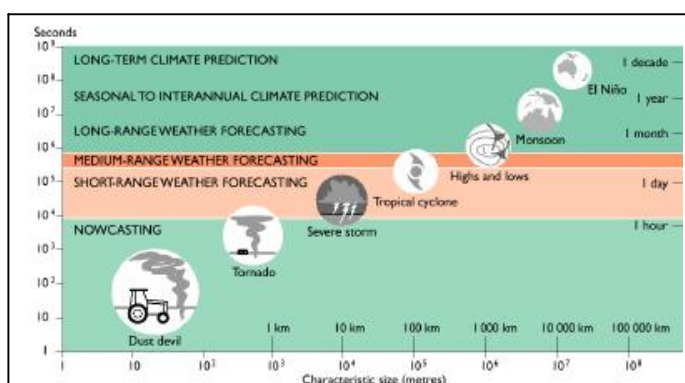 Seconds
10⁹
LONG-TERM CLIMATE PREDICTION
1 decade
10⁸
El Niño
SEASONAL TO INTERANNUAL CLIMATE PREDICTION
1 year
10⁷
Monsoon
LONG-RANGE WEATHER FORECASTING
1 month
10⁶
Highs and lows
MEDIUM-RANGE WEATHER FORECASTING
10⁵
SHORT-RANGE WEATHER FORECASTING
1 day
Tropical cyclone
10⁴
Severe storm
1 hour
NOWCASTING
10³
Tornado
10²
10
Dust devil
1 km 10 km 100 km 1 000 km 10 000 km 100 000 km
1
1 10 10² 10³ 10⁴ 10⁵ 10⁶ 10⁷ 10⁸
Characteristic size (metres)